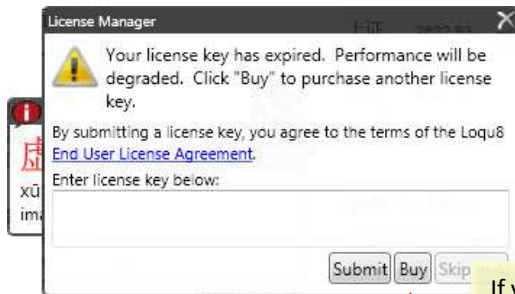 License Manager
Your license key has expired. Performance will be
degraded. Click "Buy" to purchase another license
key.
By submitting a license key, you agree to the terms of the Loqu8
End User License Agreement.
Enter license key below:
xū
Submit Buy Skip
If